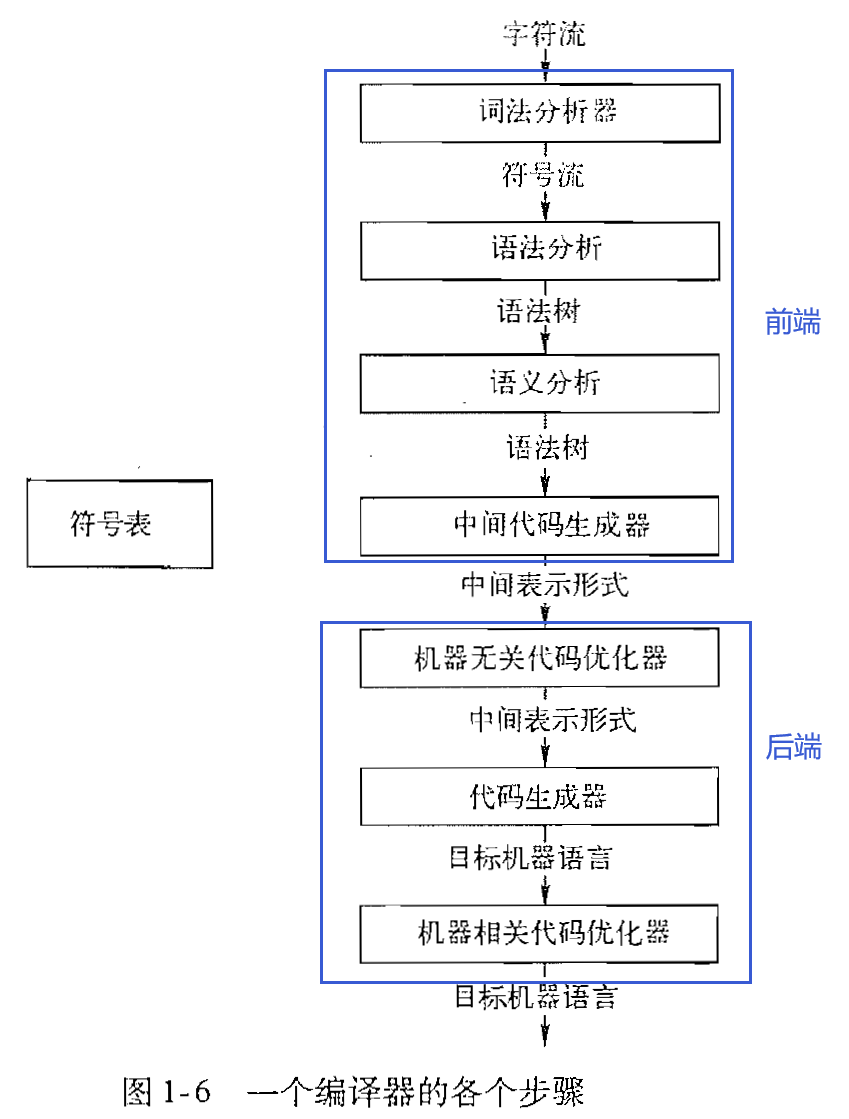 字符流
词法分析器
符号流
语法分析
语法树
前端
语义分析
语法树
符号表
中间代码生成器
中间表示形式
机器无关代码优化器
中间表示形式
后端
代码生成器
目标机器语言
机器相关代码优化器
目标机器语言
图 1-6 一个编译器的各个步骤